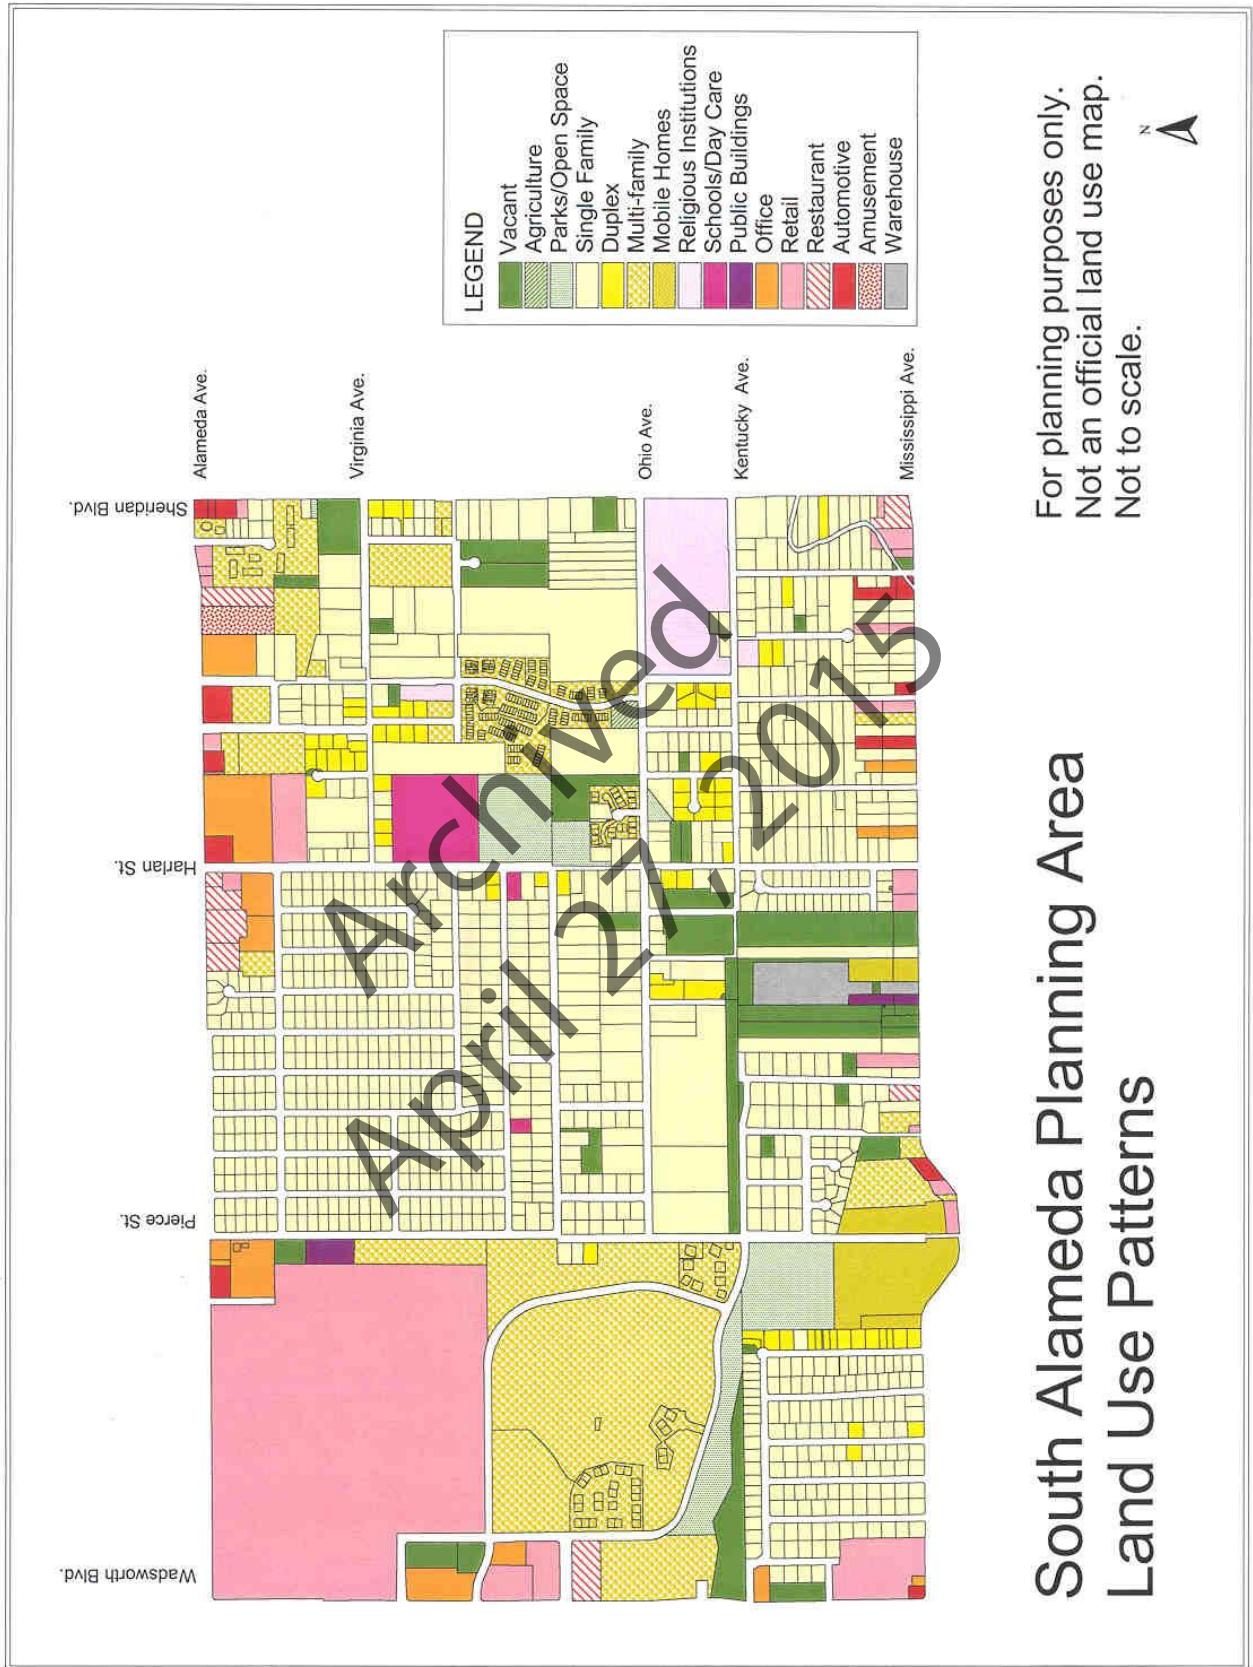 Wadsworth Blvd.
Pierce St.
Harlan St.
Sheridan Blvd.
Alameda Ave.
Virginia Ave.
Ohio Ave.
Kentucky Ave.
Mississippi Ave.
LEGEND
Vacant
Agriculture
Parks/Open Space
Single Family
Duplex
Multi-family
Mobile Homes
Religious Institutions
Schools/Day Care
Public Buildings
Office
Retail
Restaurant
Automotive
Amusement
Warehouse
Archived
April 27, 2015
South Alameda Planning Area
Land Use Patterns
For planning purposes only.
Not an official land use map.
Not to scale.
N